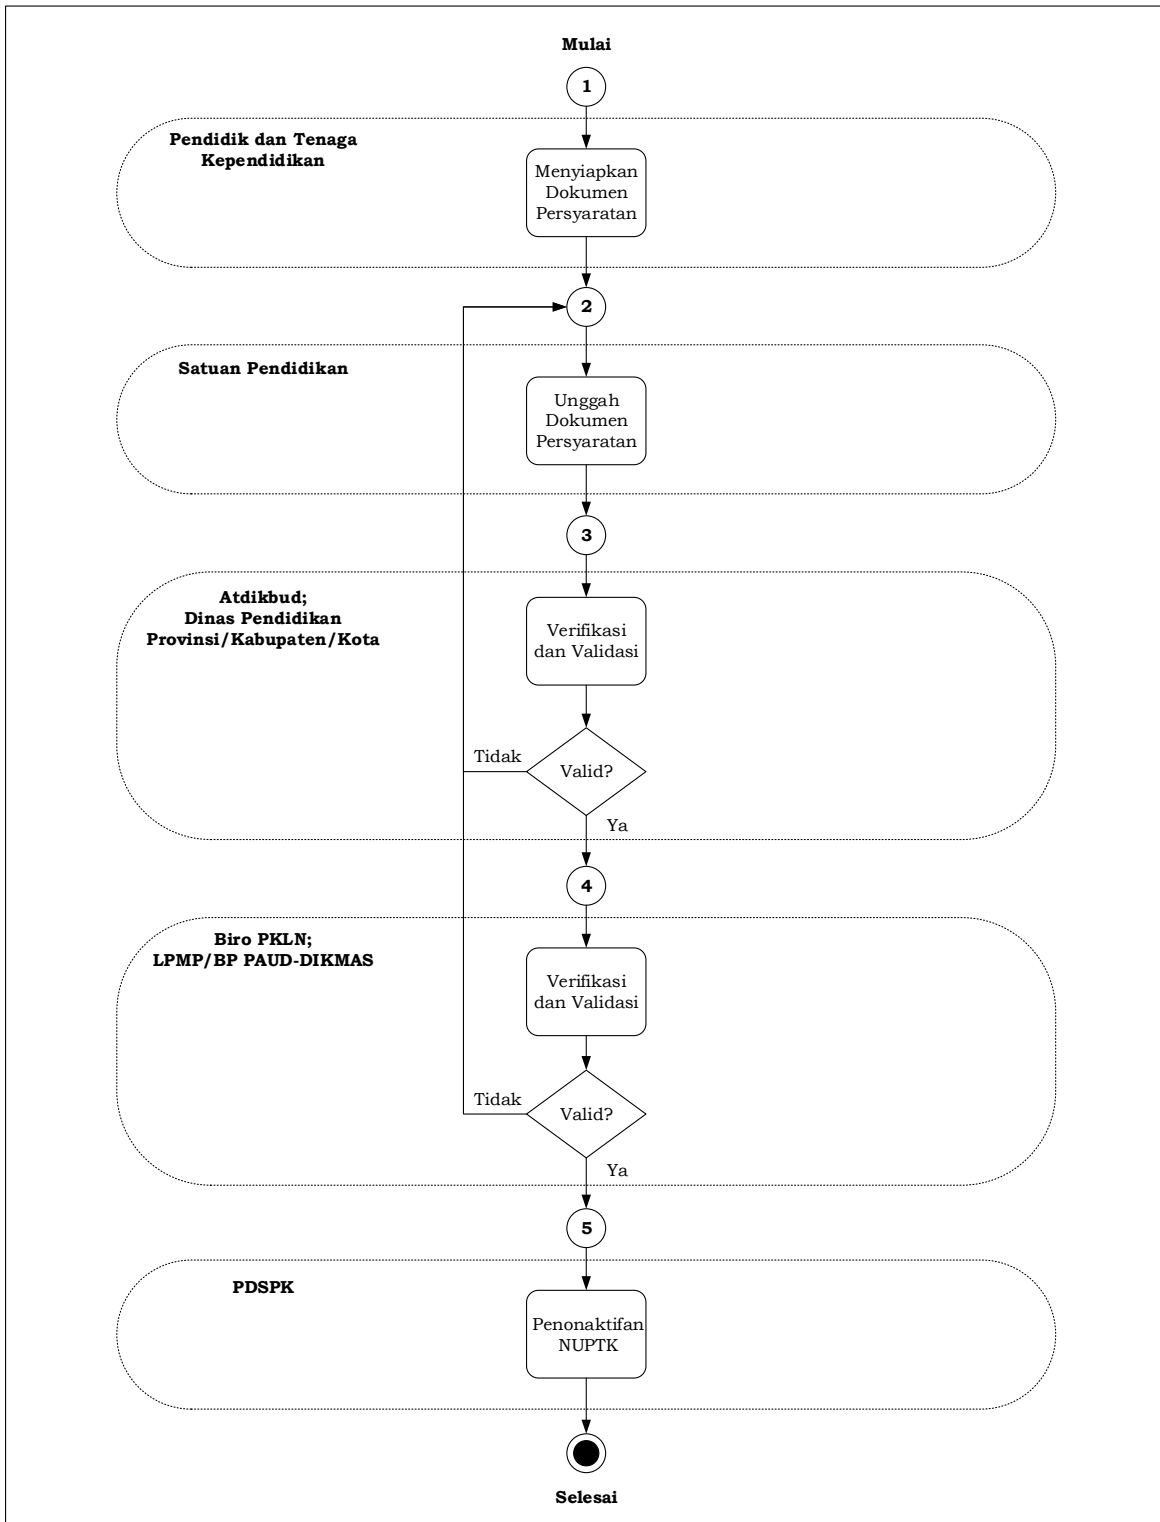 Mulai
1
Pendidik dan Tenaga
Kependidikan
Menyiapkan
Dokumen
Persyaratan
2
Satuan Pendidikan
Unggah
Dokumen
Persyaratan
3
Atdikbud;
Dinas Pendidikan
Provinsi/Kabupaten/Kota
Verifikasi
dan Validasi
Tidak
Valid?
Ya
4
Biro PKLN;
LPMP/BP PAUD-DIKMAS
Verifikasi
dan Validasi
Tidak
Valid?
Ya
5
PDSPK
Penonaktifan
NUPTK
Selesai